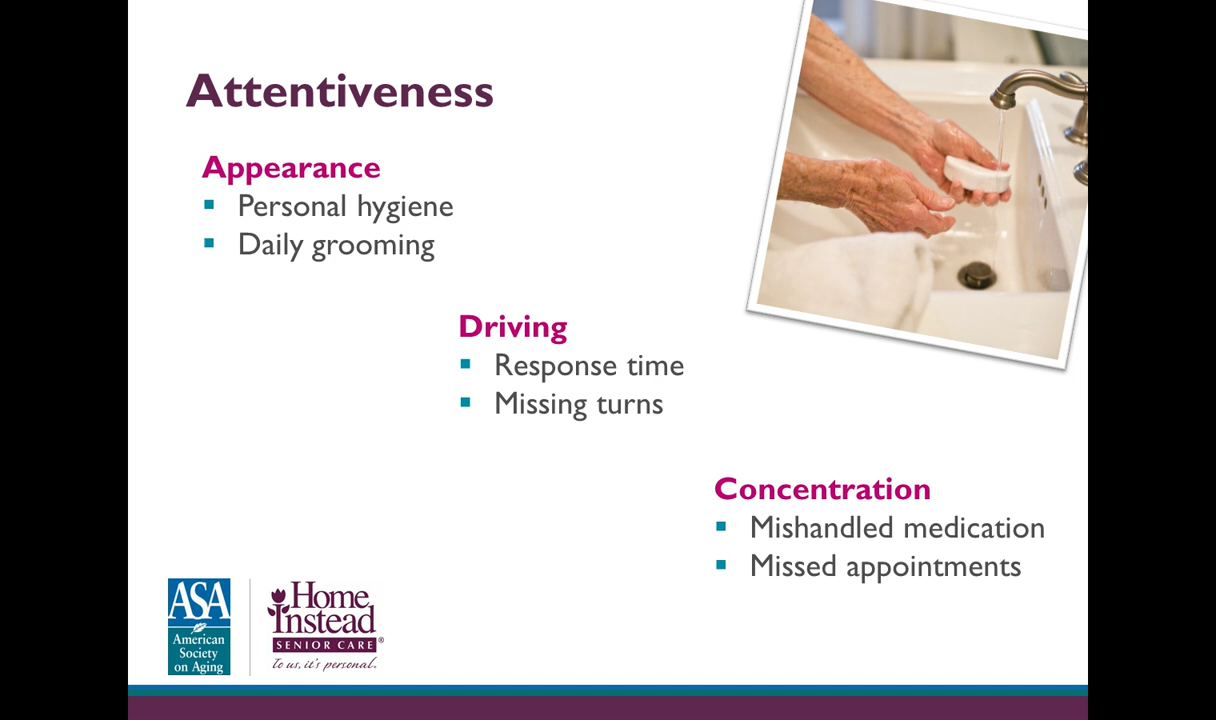 Attentiveness
Appearance
Personal hygiene
Daily grooming
Driving
Response time
Missing turns
Concentration
Mishandled medication
Missed appointments
ASA
American
Society
on Aging
Home
Instead
SENIOR CARE®
To us, it's personal.